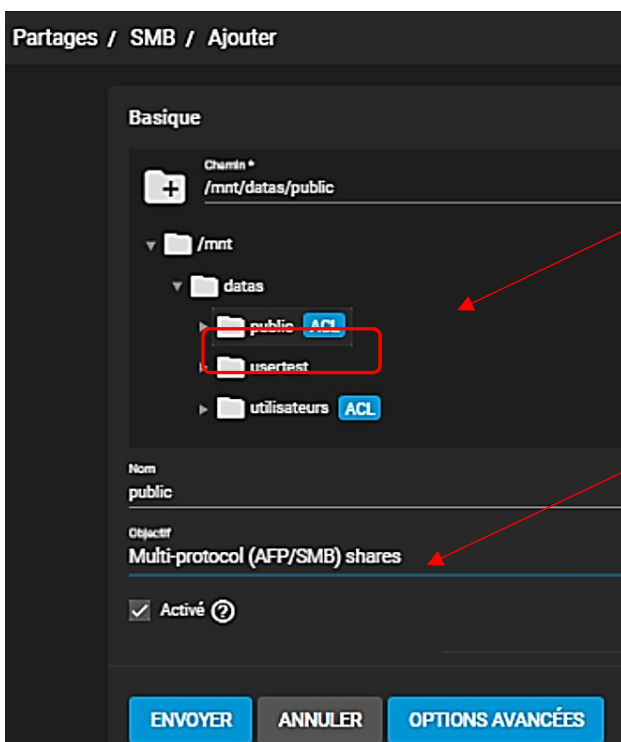 Partages / SMB / Ajouter
Basique
Chemin *
/mnt/datas/public
/mnt
datas
public ACL
usertest
utilisateurs ACL
Nom
public
Objectif
Multi-protocol (AFP/SMB) shares
Activé ?
ENVOYER ANNULER OPTIONS AVANCÉES